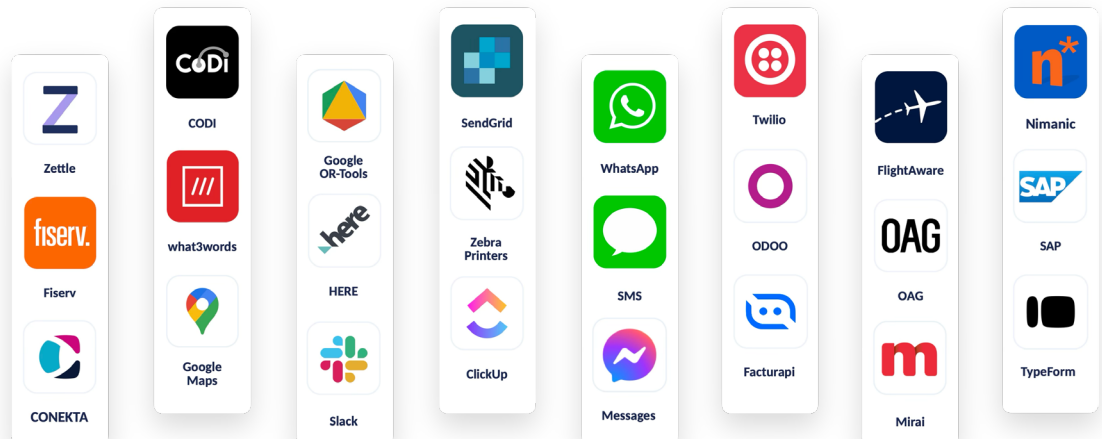 Zettle
fiserv.
Fiserv
CONEKTA
CoDi
CODI
what3words
Google
Maps
Google
OR-Tools
here
HERE
Slack
SendGrid
Zebra
Printers
ClickUp
WhatsApp
SMS
Messages
Twilio
ODOO
Facturapi
FlightAware
OAG
OAG
m
Mirai
n*
Nimanic
SAP
SAP
TypeForm